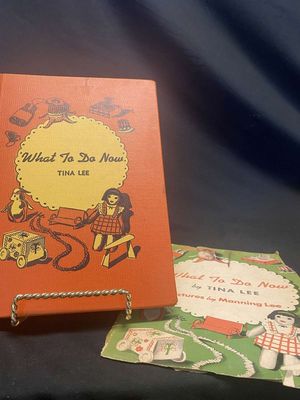 What To Do Now
TINA LEE
What To Do Now
by TINA LEE
Pictures by Manning Lee